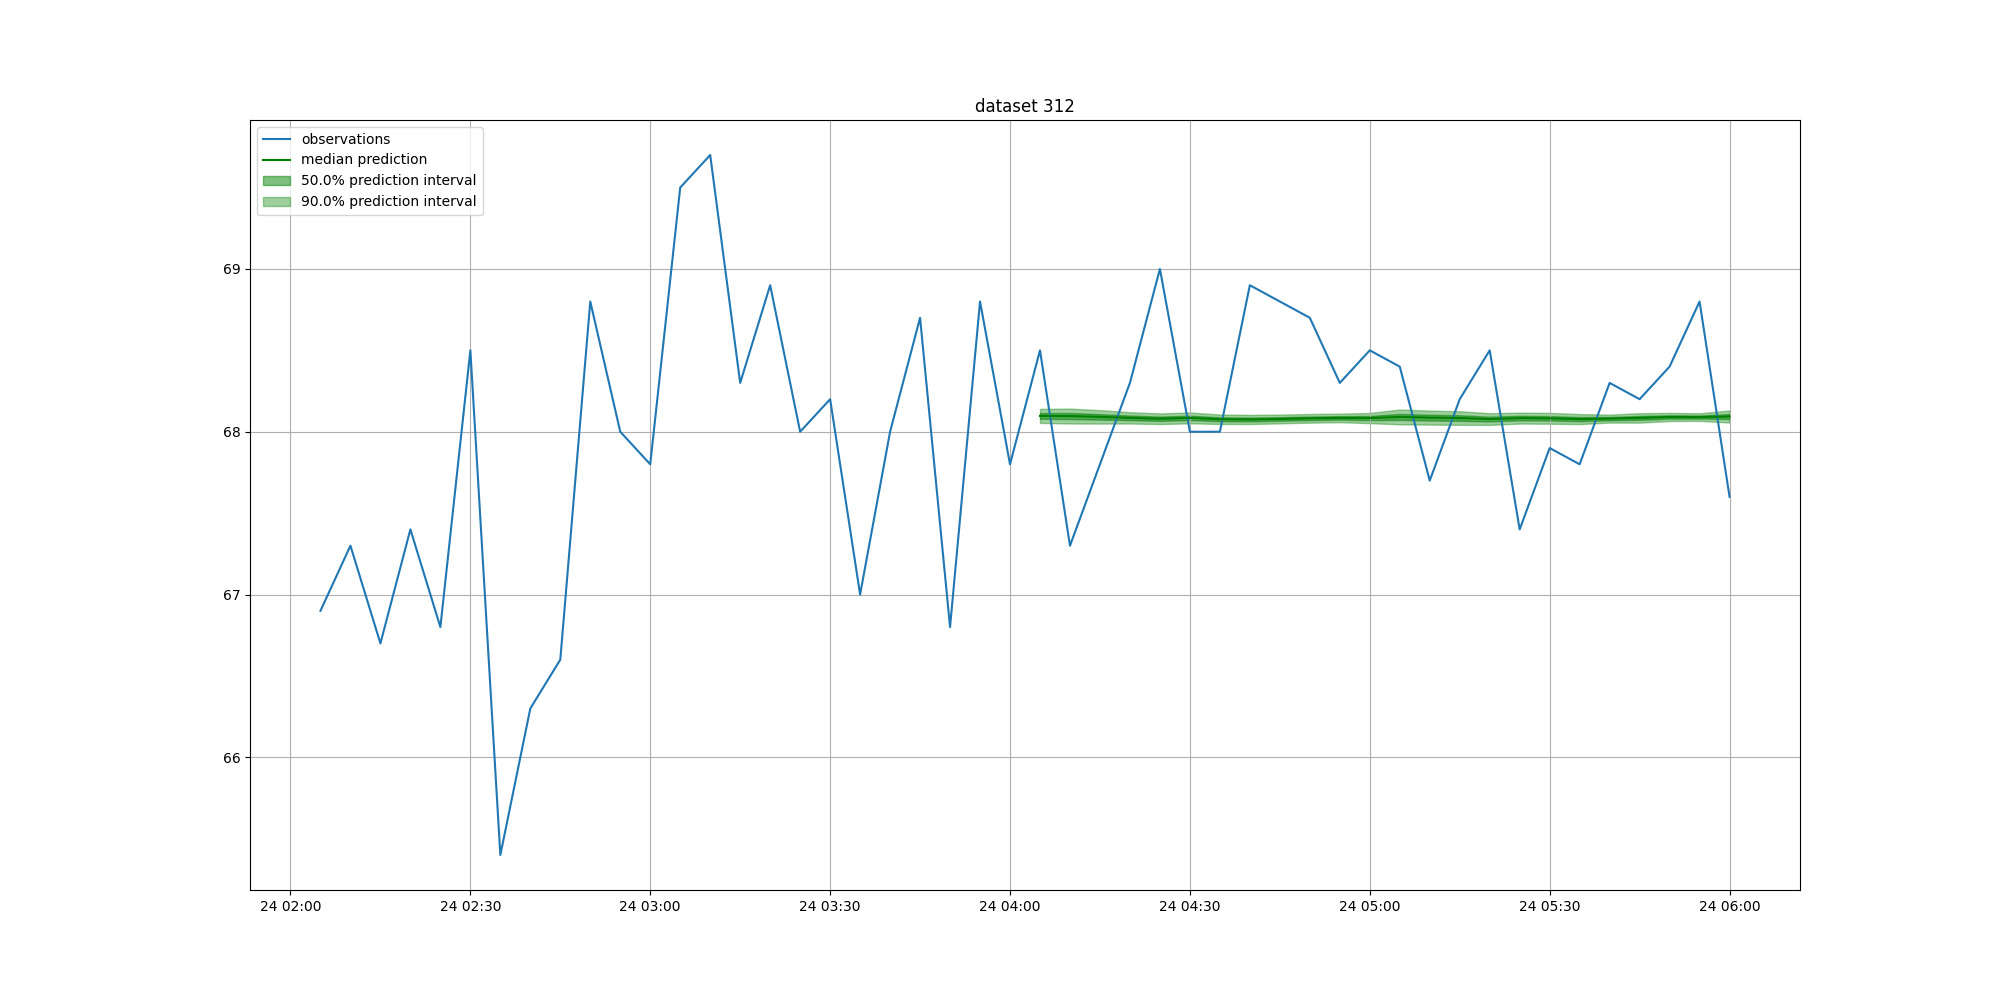 dataset 312
observations
median prediction
50.0% prediction interval
90.0% prediction interval
69
68
67
66
24 02:00 24 02:30 24 03:00 24 03:30 24 04:00 24 04:30 24 05:00 24 05:30 24 06:00